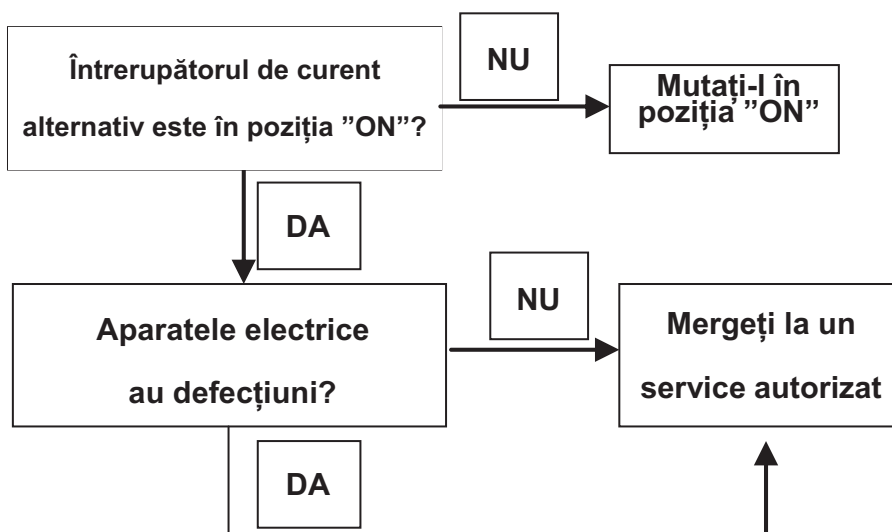 Întrerupătorul de curent
alternativ este în poziția ”ON”?
NU
Mutați-l în
poziția ”ON”
DA
Aparatele electrice
au defecțiuni?
NU
Mergeți la un
service autorizat
DA